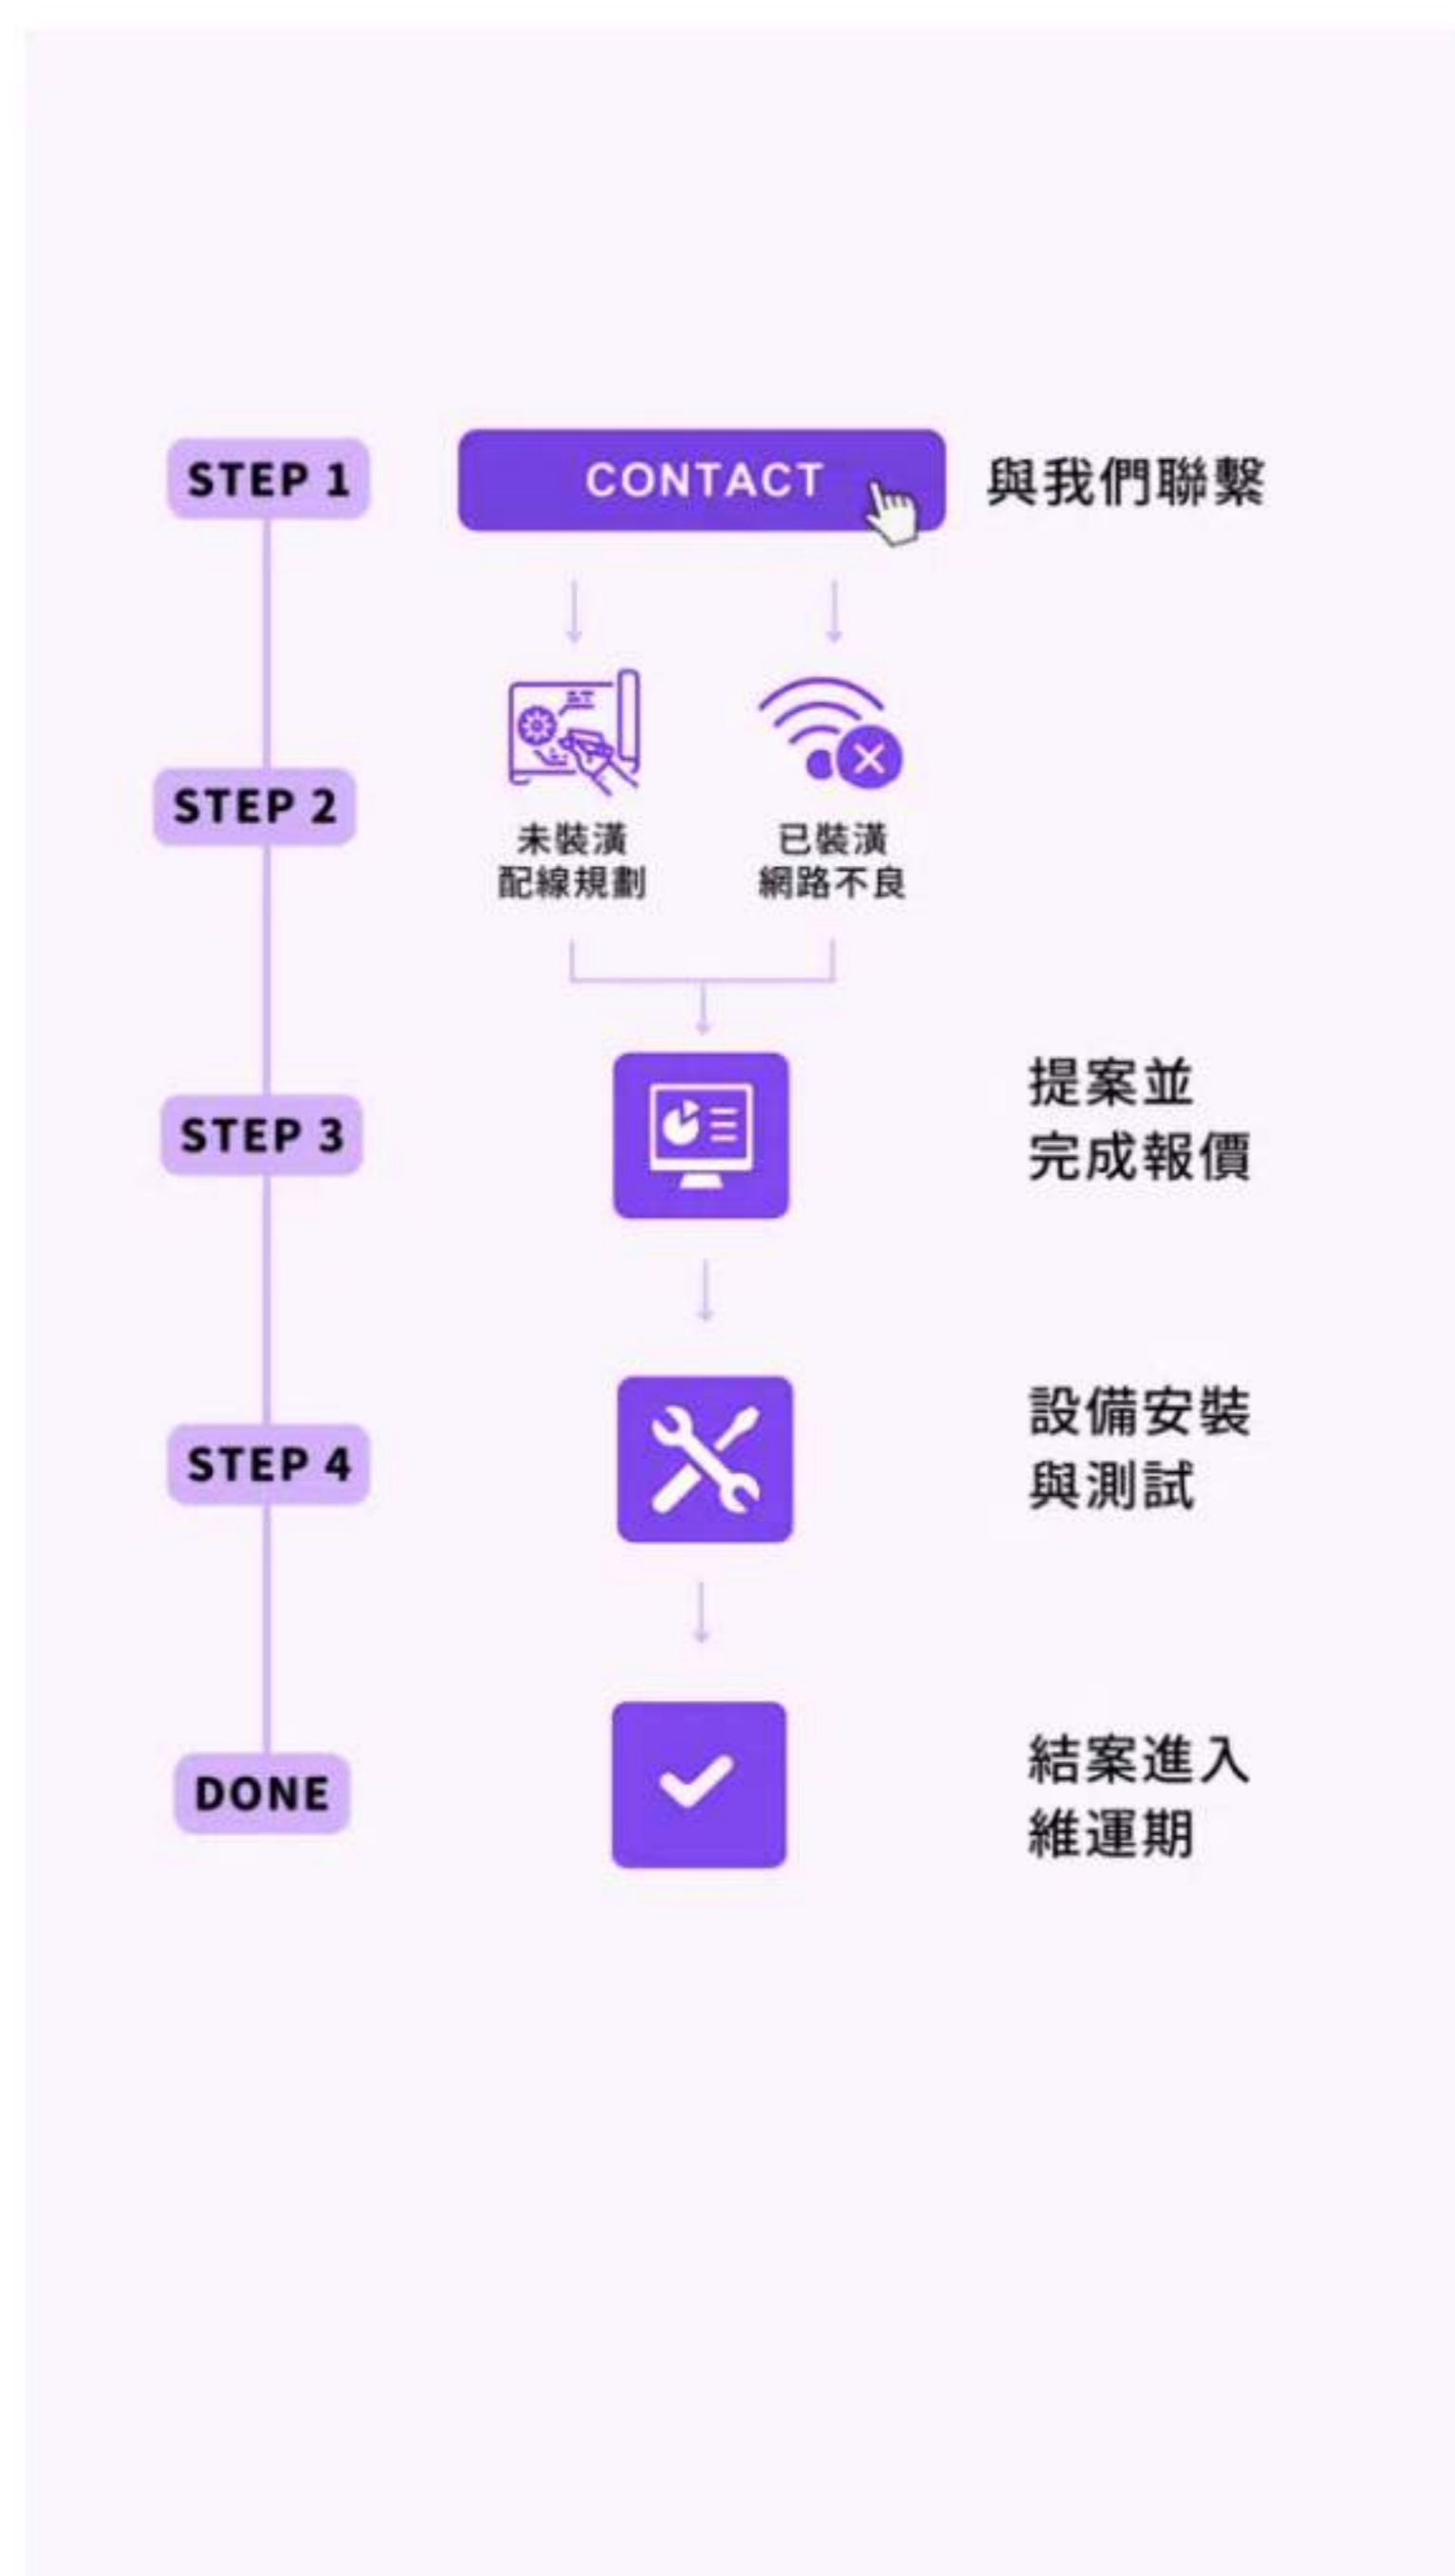 STEP 1
CONTACT
與我們聯繫
STEP 2
未裝潢
配線規劃
已裝潢
網路不良
STEP 3
提案並
完成報價
STEP 4
設備安裝
與測試
DONE
結案進入
維運期